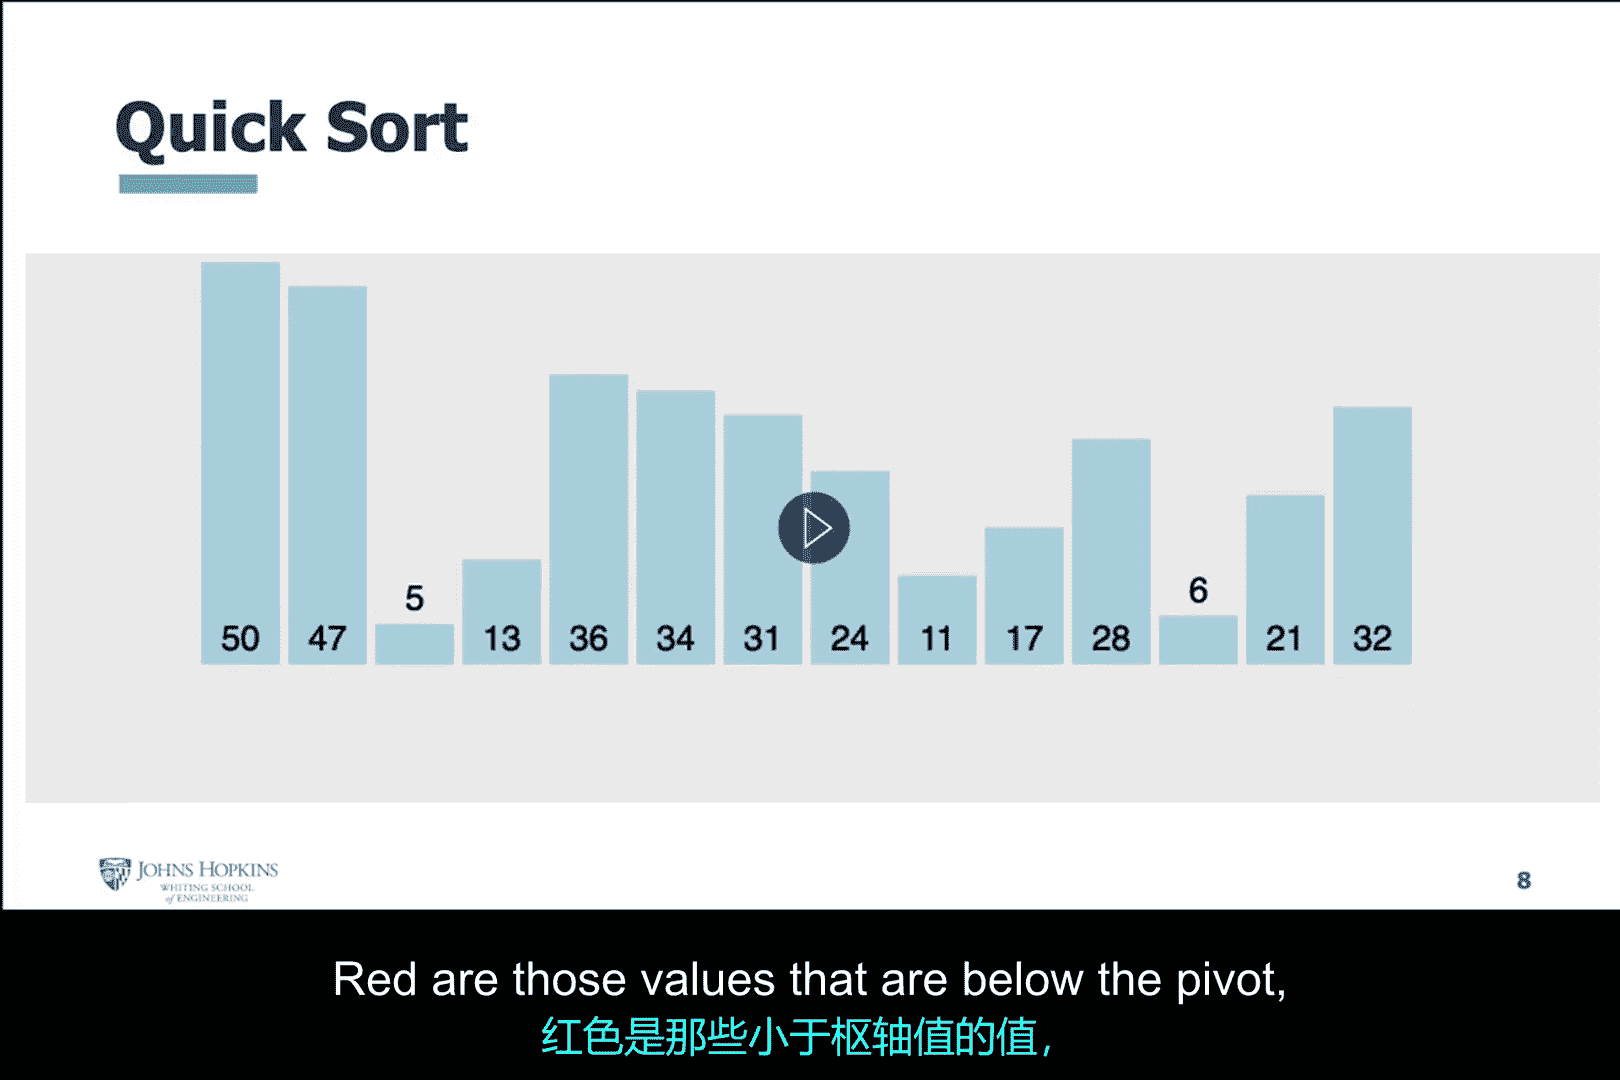 Quick Sort
5
6
50 47 13 36 34 31 24 11 17 28 21 32
JOHNS HOPKINS
WHITING SCHOOL
of ENGINEERING
8
Red are those values that are below the pivot,
红色是那些小于枢轴值的值，